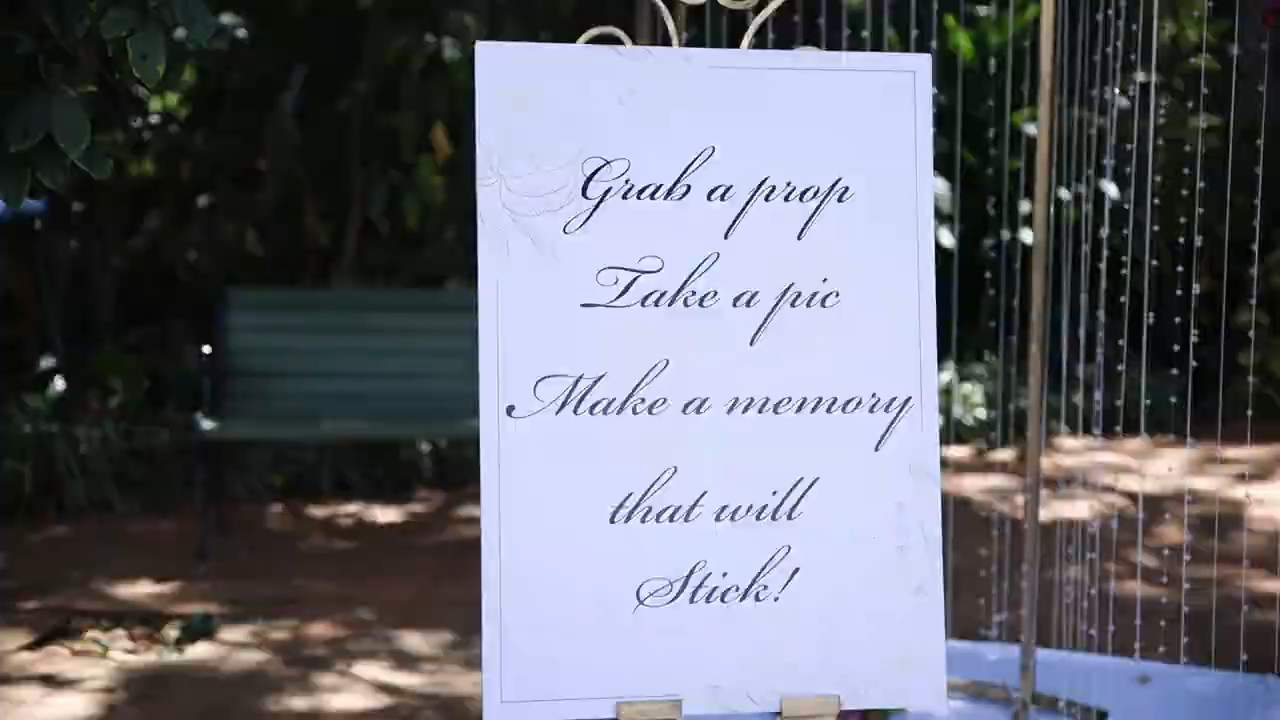 Grab a prop
Take a pic
Make a memory
that will
Stick!